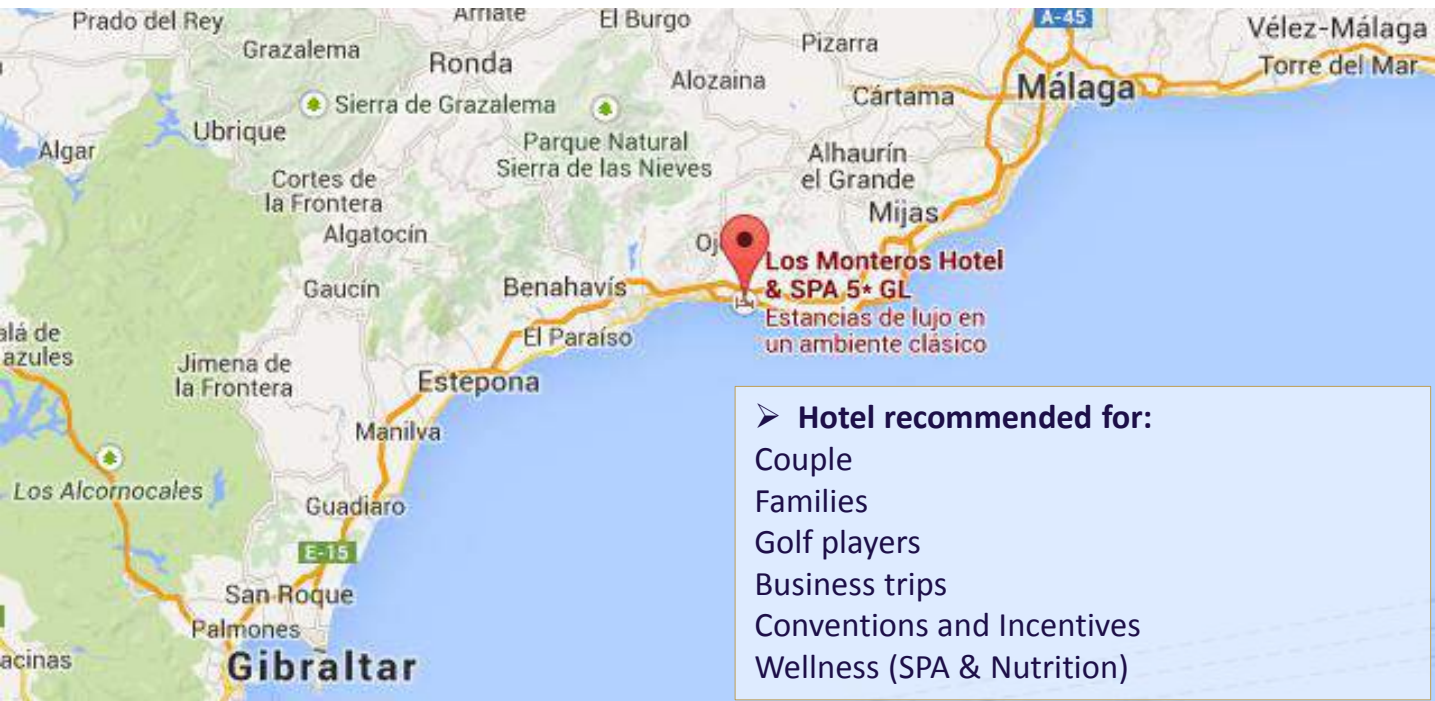 Prado del Rey
Arriate
El Burgo
A-45
Vélez-Málaga
Grazalema
Ronda
Pizarra
Torre del Mar
Alozaina
Cártama
Málaga
Sierra de Grazalema
Ubrique
Parque Natural
Sierra de las Nieves
Algar
Alhaurín
el Grande
Cortes de
la Frontera
Mijas
Algatocín
Oj
Los Monteros Hotel
& SPA 5* GL
Estancias de lujo en
un ambiente clásico
Gaucín
Benahavís
El Paraíso
alá de
azules
Jimena de
la Frontera
Estepona
Manilva
Los Alcornocales
Guadiaro
E-15
San Roque
Palmones
acinas
Gibraltar
➢ Hotel recommended for:
Couple
Families
Golf players
Business trips
Conventions and Incentives
Wellness (SPA & Nutrition)